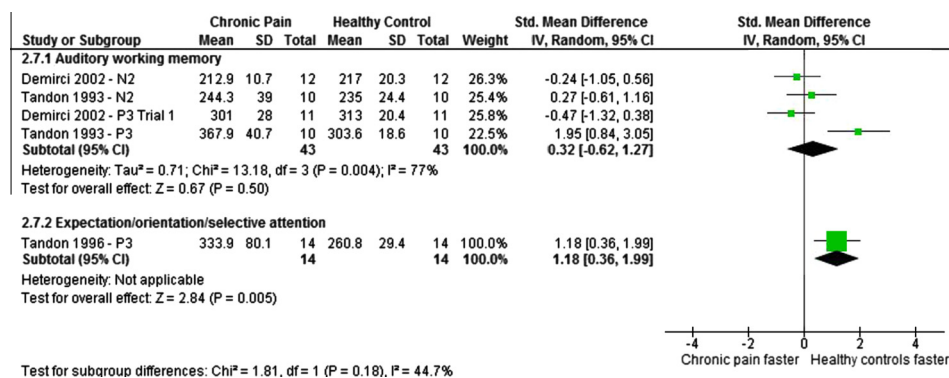 Chronic Pain Healthy Control Std. Mean Difference Std. Mean Difference
Study or Subgroup Mean SD Total Mean SD Total Weight IV, Random, 95% CI IV, Random, 95% CI
2.7.1 Auditory working memory
Demirci 2002 - N2 212.9 10.7 12 217 20.3 12 26.3% -0.24 [-1.05, 0.56]
Tandon 1993 - N2 244.3 39 10 235 24.4 10 25.4% 0.27 [-0.61, 1.16]
Demirci 2002 - P3 Trial 1 301 28 11 313 20.4 11 25.8% -0.47 [-1.32, 0.38]
Tandon 1993 - P3 367.9 40.7 10 303.6 18.6 10 22.5% 1.95 [0.84, 3.05]
Subtotal (95% CI) 43 43 100.0% 0.32 [-0.62, 1.27]
Heterogeneity: Tau² = 0.71; Chi² = 13.18, df = 3 (P = 0.004); I² = 77%
Test for overall effect: Z = 0.67 (P = 0.50)
2.7.2 Expectation/orientation/selective attention
Tandon 1996 - P3 333.9 80.1 14 260.8 29.4 14 100.0% 1.18 [0.36, 1.99]
Subtotal (95% CI) 14 14 100.0% 1.18 [0.36, 1.99]
Heterogeneity: Not applicable
Test for overall effect: Z = 2.84 (P = 0.005)
-4 -2 0 2 4
Chronic pain faster Healthy controls faster
Test for subgroup differences: Chi² = 1.81, df = 1 (P = 0.18), I² = 44.7%